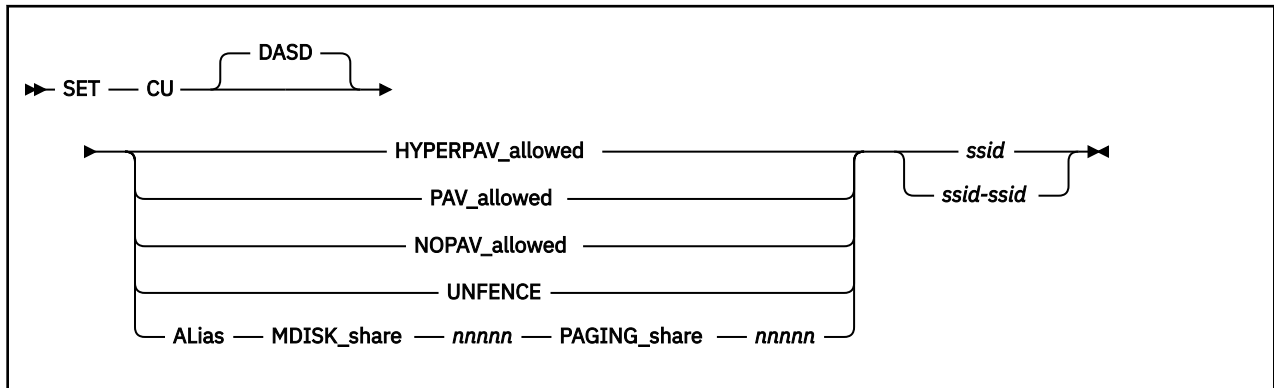 DASD
SET CU
HYPERPAV_allowed ssid
PAV_allowed ssid-ssid
NOPAV_allowed
UNFENCE
ALias MDISK_share nnnnn PAGING_share nnnnn